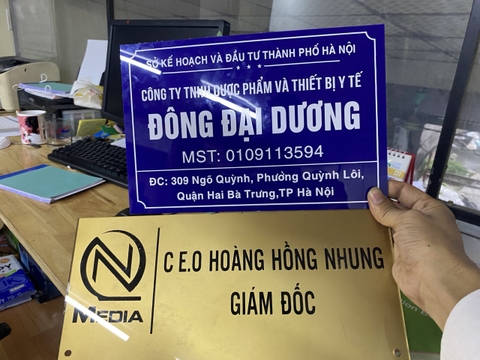 SỞ KẾ HOẠCH VÀ ĐẦU TƯ THÀNH PHỐ HÀ NỘI
CÔNG TY TNHH DƯỢC PHẨM VÀ THIẾT BỊ Y TẾ
ĐÔNG ĐẠI DƯƠNG
MST: 0109113594
ĐC: 309 Ngõ Quỳnh, Phường Quỳnh Lôi,
Quận Hai Bà Trưng,TP Hà Nội
MEDIA
C E.O HOÀNG HỒNG NHUNG
GIÁM ĐỐC